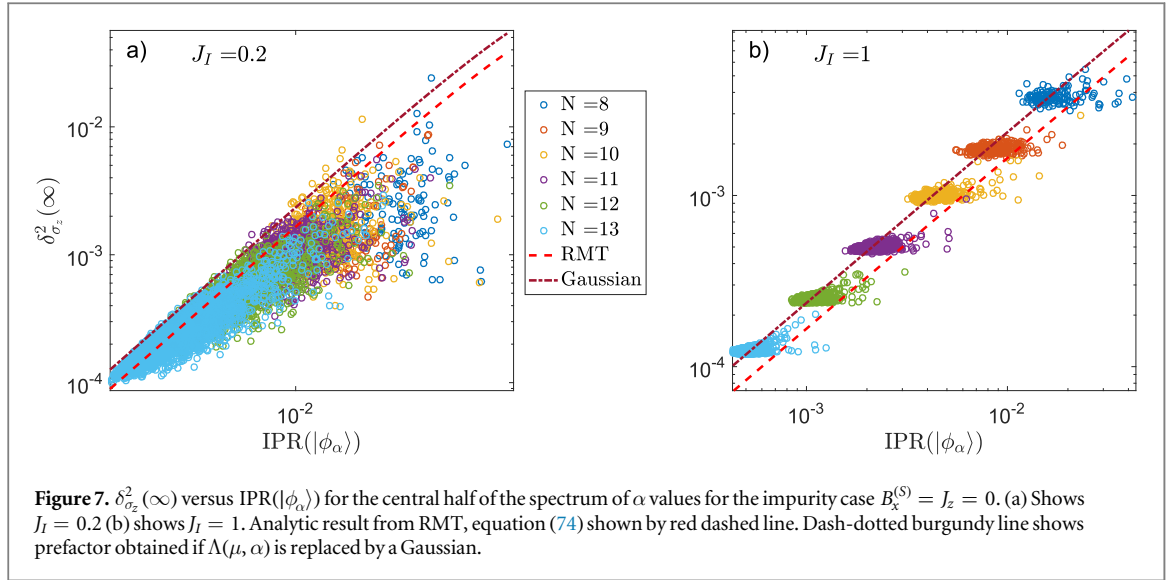 a) J_I =0.2
b) J_I =1
10^-2
10^-3
10^-4
δ²_σz(∞)
10^-2
IPR(|ϕ_α⟩)
N =8
N =9
N =10
N =11
N =12
N =13
RMT
Gaussian
10^-2
10^-3
10^-4
10^-3 10^-2
IPR(|ϕ_α⟩)
Figure 7. δ²_σz(∞) versus IPR(|ϕ_α⟩) for the central half of the spectrum of α values for the impurity case B_x^(S) = J_z = 0. (a) Shows
J_I = 0.2 (b) shows J_I = 1. Analytic result from RMT, equation (74) shown by red dashed line. Dash-dotted burgundy line shows
prefactor obtained if Λ(μ, α) is replaced by a Gaussian.